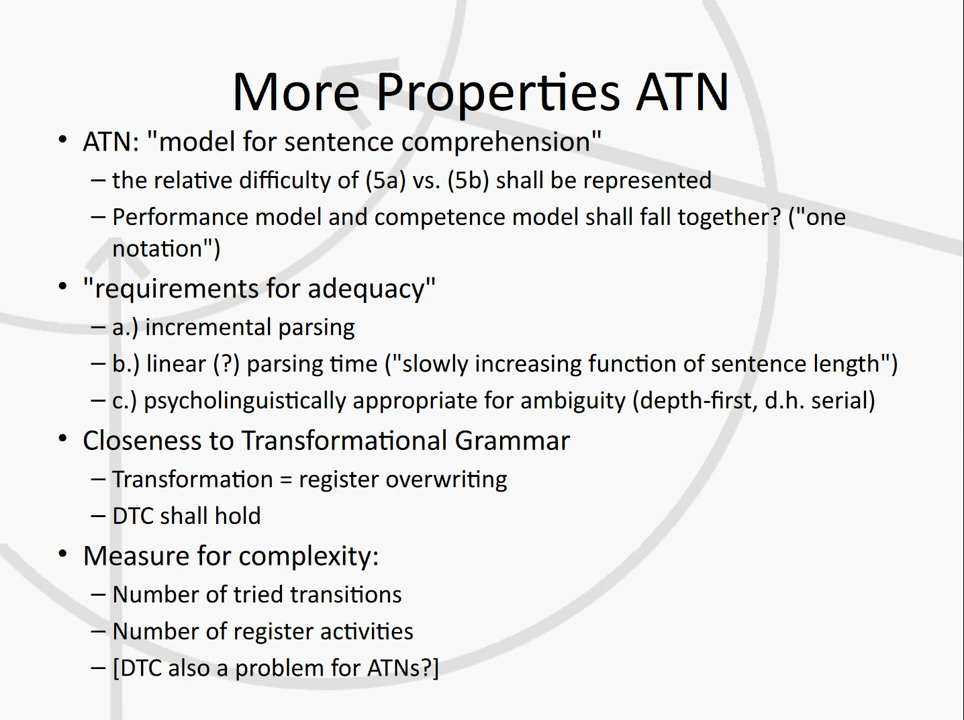 More Properties ATN
• ATN: "model for sentence comprehension"
– the relative difficulty of (5a) vs. (5b) shall be represented
– Performance model and competence model shall fall together? ("one
notation")
• "requirements for adequacy"
– a.) incremental parsing
– b.) linear (?) parsing time ("slowly increasing function of sentence length")
– c.) psycholinguistically appropriate for ambiguity (depth-first, d.h. serial)
• Closeness to Transformational Grammar
– Transformation = register overwriting
– DTC shall hold
• Measure for complexity:
– Number of tried transitions
– Number of register activities
– [DTC also a problem for ATNs?]